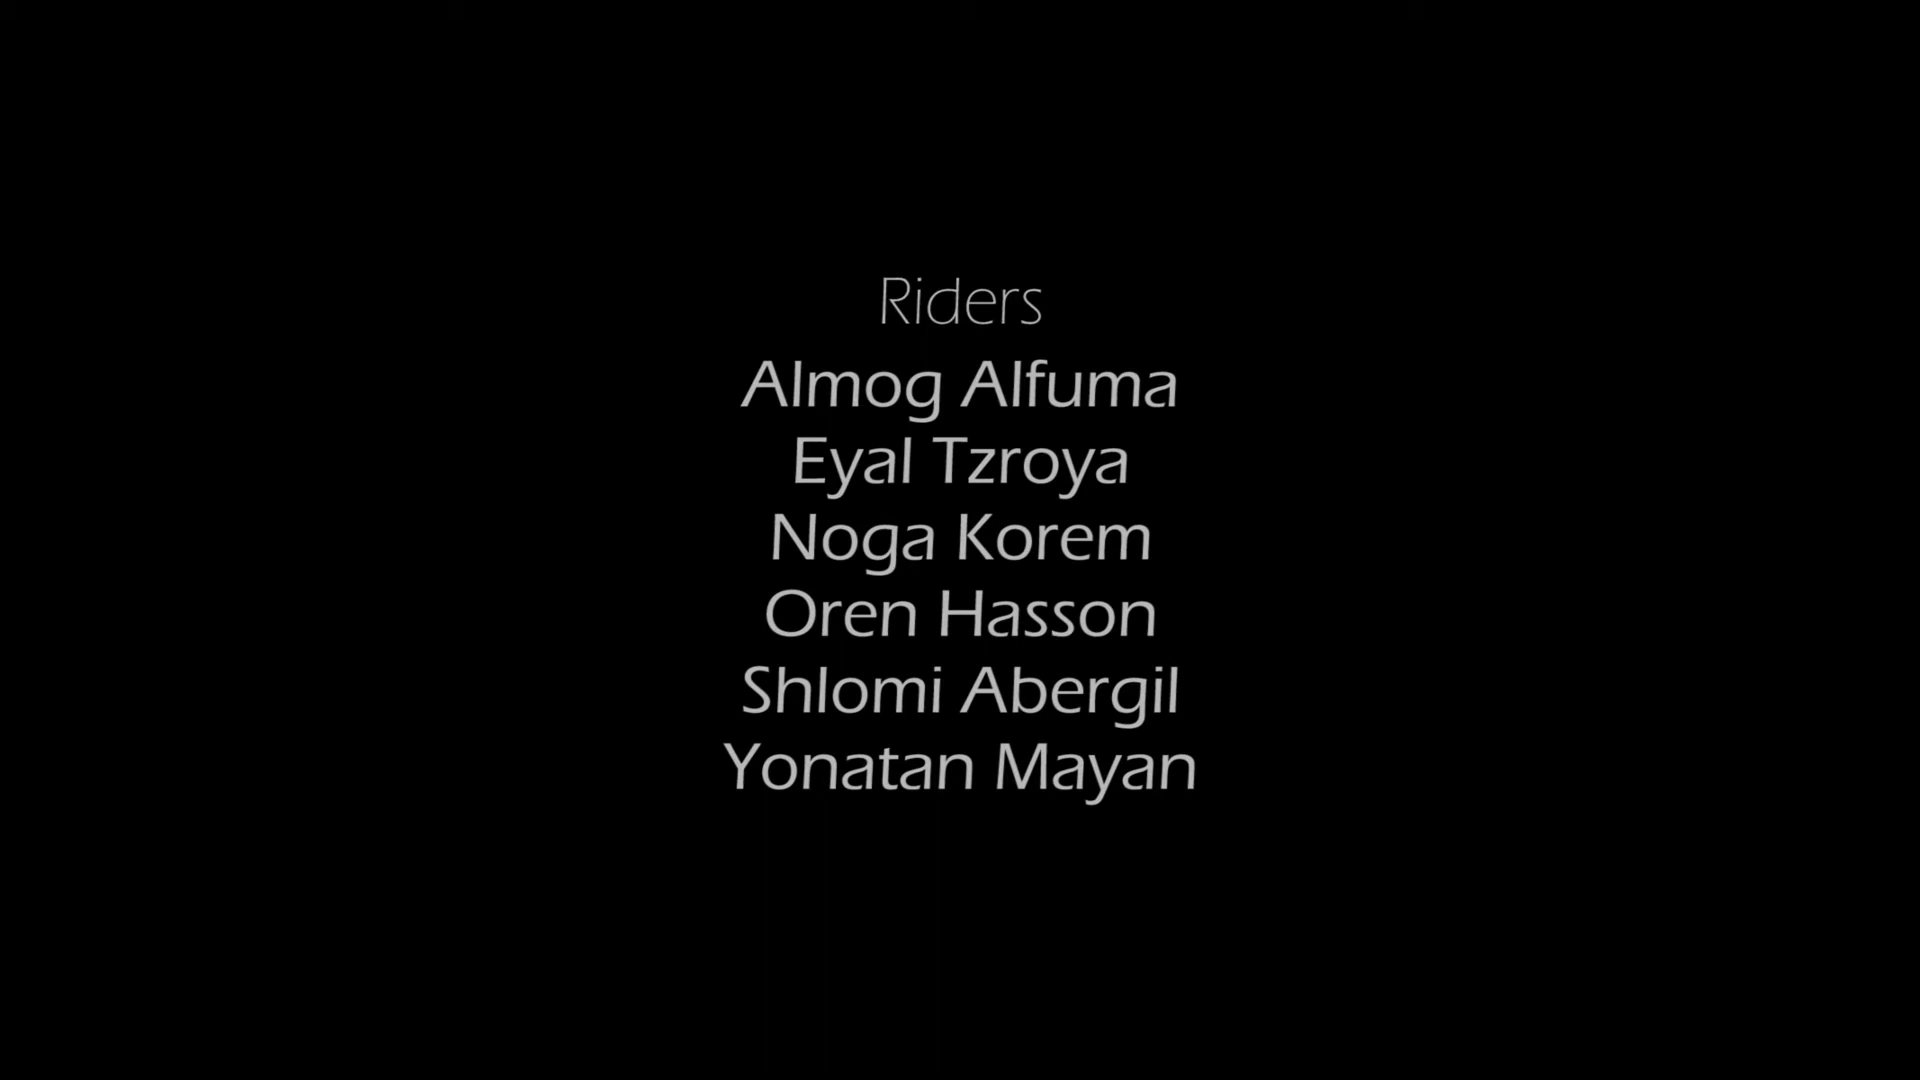 Riders
Almog Alfuma
Eyal Tzroya
Noga Korem
Oren Hasson
Shlomi Abergil
Yonatan Mayan